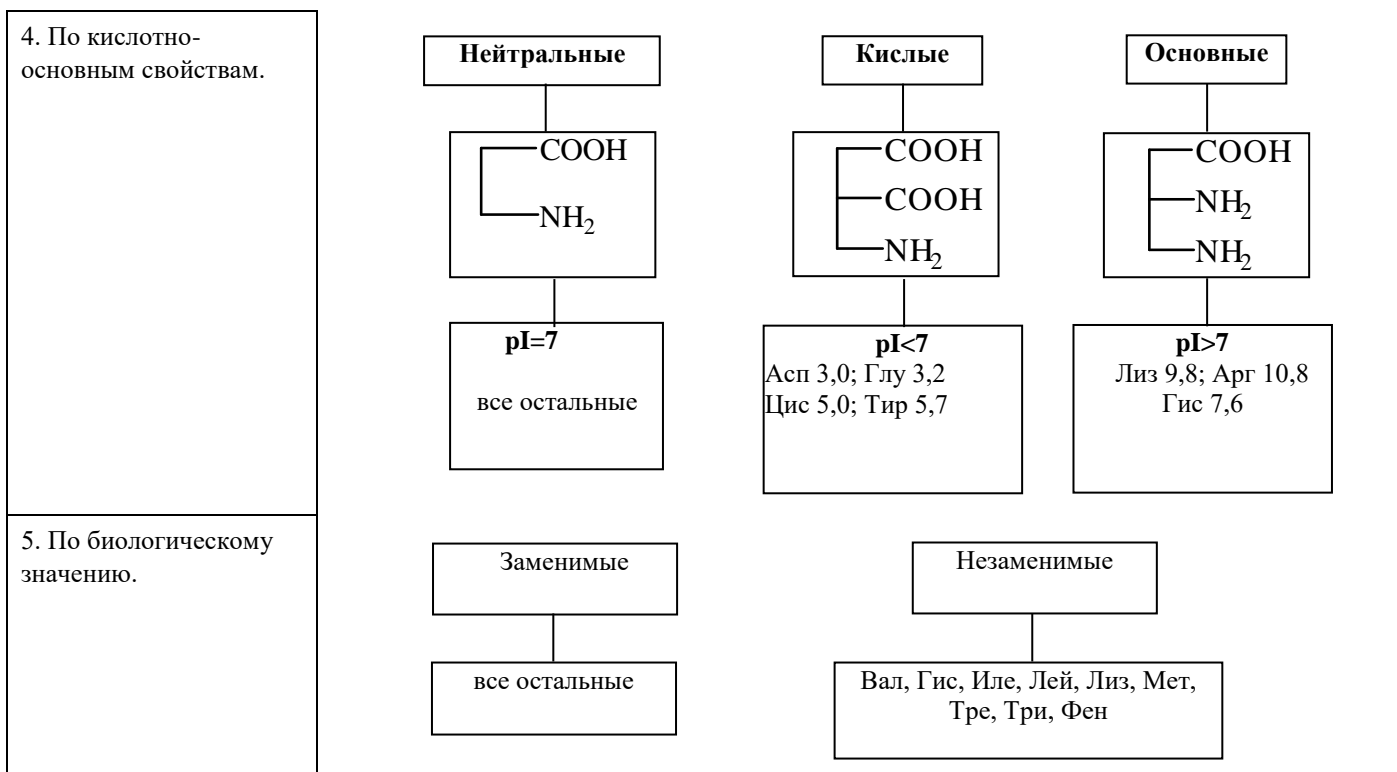 4. По кислотно-
основным свойствам.
Нейтральные
Кислые
Основные
COOH
NH2
COOH
COOH
NH2
COOH
NH2
NH2
pI=7
все остальные
pI<7
Асп 3,0; Глу 3,2
Цис 5,0; Тир 5,7
pI>7
Лиз 9,8; Арг 10,8
Гис 7,6
5. По биологическому
значению.
Заменимые
Незаменимые
все остальные
Вал, Гис, Иле, Лей, Лиз, Мет,
Тре, Три, Фен